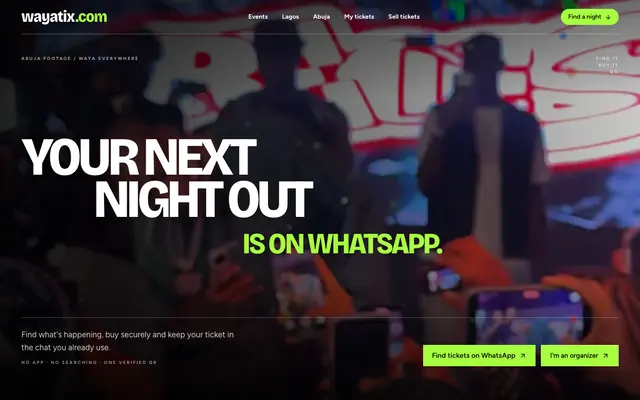 wayatix.com
Events
Lagos
Abuja
My tickets
Sell tickets
Find a night ↓
ABUJA FOOTAGE / WAYA EVERYWHERE
FIND IT
BUY IT
GO
YOUR NEXT
NIGHT OUT
IS ON WHATSAPP.
Find what's happening, buy securely and keep your ticket in
the chat you already use.
NO APP · NO SEARCHING · ONE VERIFIED QR
Find tickets on WhatsApp ↗
I'm an organizer ↗